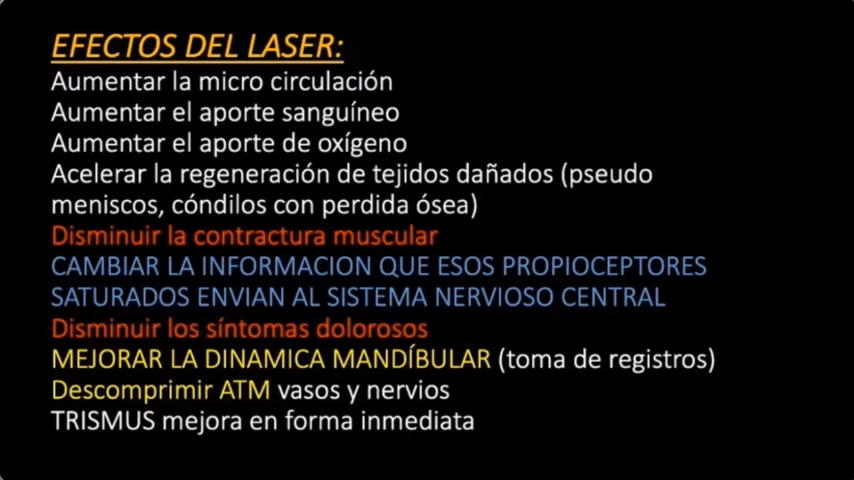 EFECTOS DEL LASER:
Aumentar la micro circulación
Aumentar el aporte sanguíneo
Aumentar el aporte de oxígeno
Acelerar la regeneración de tejidos dañados (pseudo
meniscos, cóndilos con perdida ósea)
Disminuir la contractura muscular
CAMBIAR LA INFORMACION QUE ESOS PROPIOCEPTORES
SATURADOS ENVIAN AL SISTEMA NERVIOSO CENTRAL
Disminuir los síntomas dolorosos
MEJORAR LA DINAMICA MANDÍBULAR (toma de registros)
Descomprimir ATM vasos y nervios
TRISMUS mejora en forma inmediata